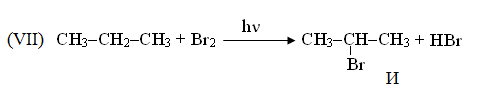 hν
(VII) CH₃–CH₂–CH₃ + Br₂ ⟶ CH₃–CH–CH₃ + HBr
Br
И